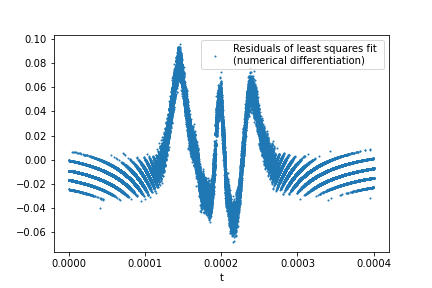 0.10
0.08
0.06
0.04
0.02
0.00
−0.02
−0.04
−0.06
Residuals of least squares fit
(numerical differentiation)
0.0000 0.0001 0.0002 0.0003 0.0004
t